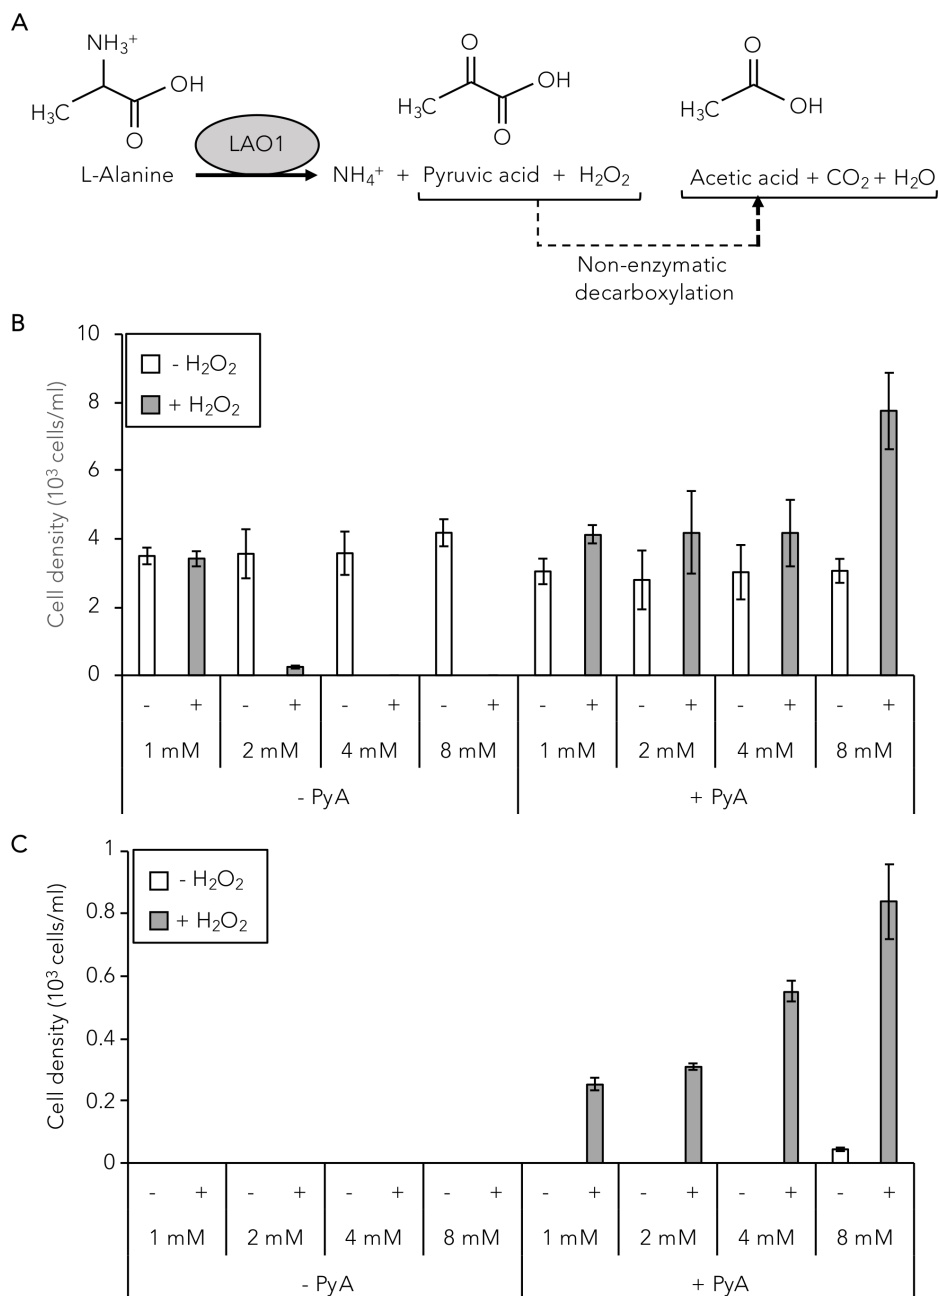 A
NH₃⁺
H₃C
OH
O
LAO1
O
H₃C
OH
O
O
H₃C
OH
L-Alanine
NH₄⁺ + Pyruvic acid + H₂O₂
Acetic acid + CO₂ + H₂O
Non-enzymatic
decarboxylation
B
Cell density (10³ cells/ml)
10
8
6
4
2
0
- H₂O₂
+ H₂O₂
- + - + - + - + - + - + - + - +
1 mM 2 mM 4 mM 8 mM 1 mM 2 mM 4 mM 8 mM
- PyA + PyA
C
Cell density (10³ cells/ml)
1
0.8
0.6
0.4
0.2
0
- H₂O₂
+ H₂O₂
- + - + - + - + - + - + - + - +
1 mM 2 mM 4 mM 8 mM 1 mM 2 mM 4 mM 8 mM
- PyA + PyA